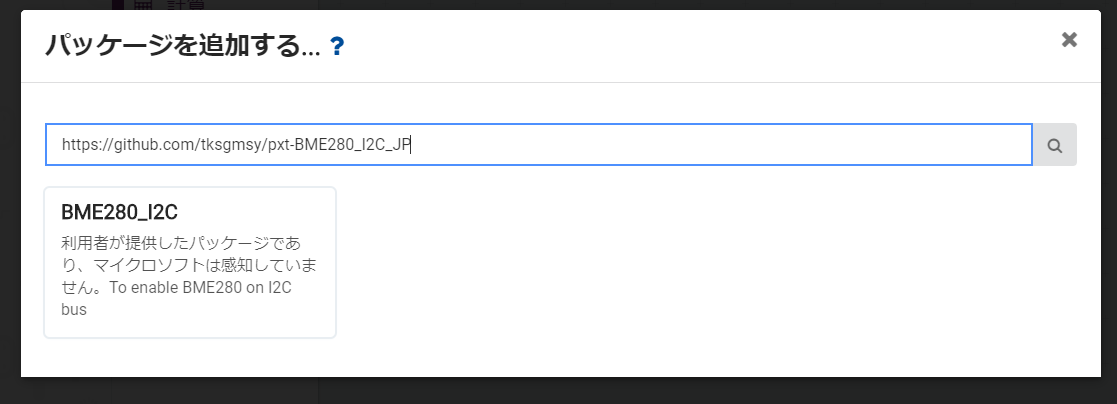 計算
パッケージを追加する... ?
https://github.com/tksgmsy/pxt-BME280_I2C_JP
BME280_I2C
利用者が提供したパッケージであ
り、マイクロソフトは感知していま
せん。To enable BME280 on I2C
bus